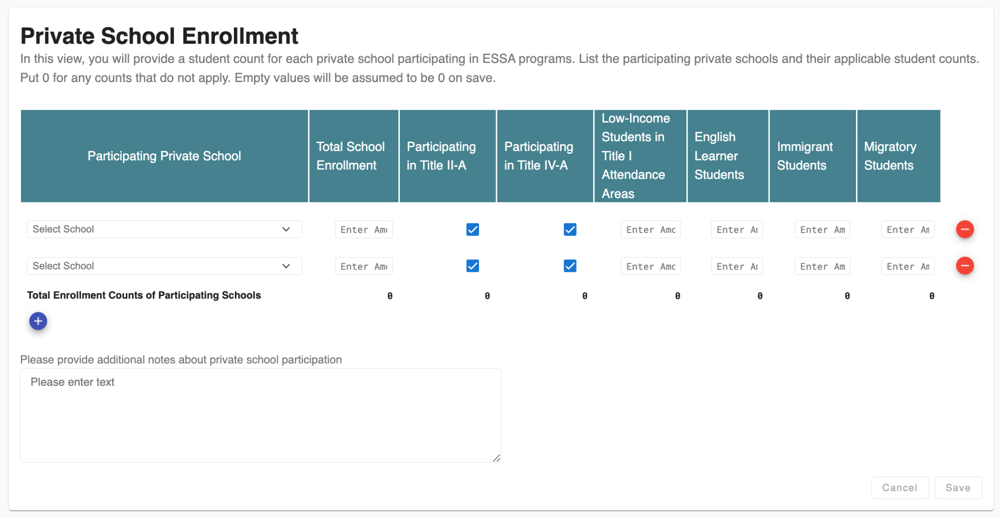 Private School Enrollment
In this view, you will provide a student count for each private school participating in ESSA programs. List the participating private schools and their applicable student counts.
Put 0 for any counts that do not apply. Empty values will be assumed to be 0 on save.
Participating Private School
Total School
Enrollment
Participating
in Title II-A
Participating
in Title IV-A
Low-Income
Students in
Title I
Attendance
Areas
English
Learner
Students
Immigrant
Students
Migratory
Students
Select School Enter Amo Enter Amo Enter Ar Enter Am Enter An
Select School Enter Amo Enter Amo Enter Ar Enter Am Enter An
Total Enrollment Counts of Participating Schools 0 0 0 0 0 0 0
Please provide additional notes about private school participation
Please enter text
Cancel Save